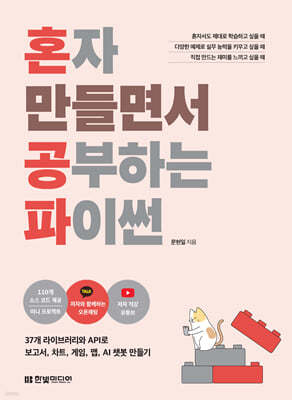 혼자서도 제대로 학습하고 싶을 때
다양한 예제로 실무 능력을 키우고 싶을 때
직접 만드는 재미를 느끼고 싶을 때
혼자
만들면서
공부하는
파이썬
문현일 지음
110개
소스 코드 제공
미니 프로젝트
TALK
저자와 함께하는
오픈채팅
저자 직강
유튜브
37개 라이브러리와 API로
보고서, 차트, 게임, 맵, AI 챗봇 만들기
한빛미디어